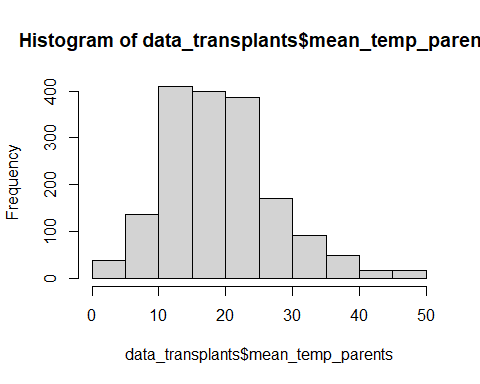 Histogram of data_transplants$mean_temp_paren
Frequency
400
300
200
100
0
0 10 20 30 40 50
data_transplants$mean_temp_parents